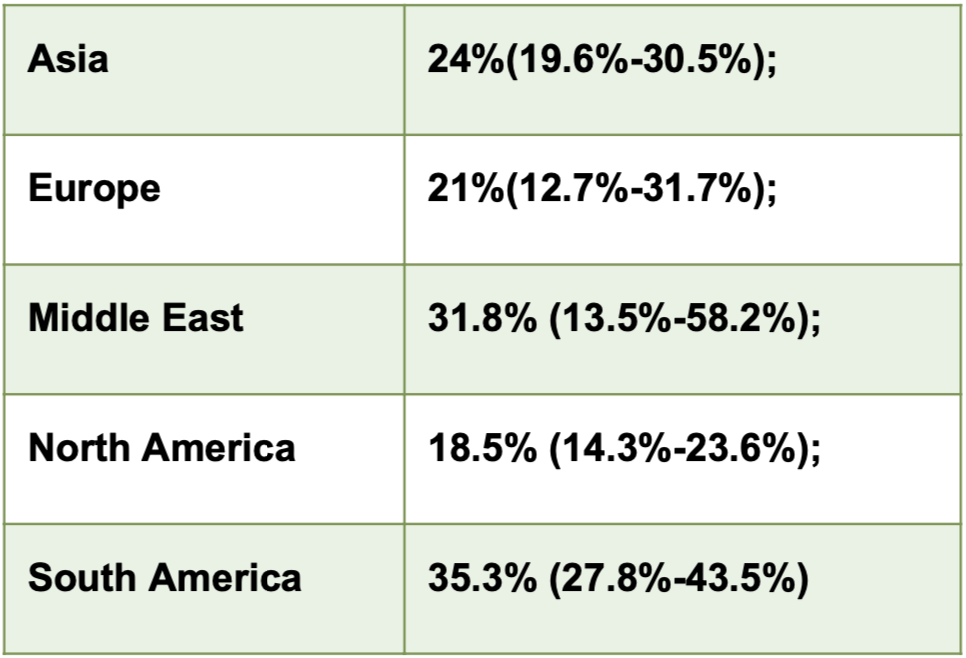 Asia 24%(19.6%-30.5%);
Europe 21%(12.7%-31.7%);
Middle East 31.8% (13.5%-58.2%);
North America 18.5% (14.3%-23.6%);
South America 35.3% (27.8%-43.5%)